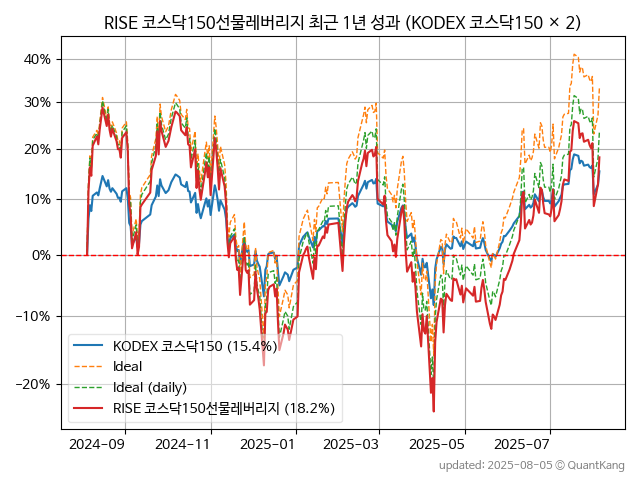 RISE 코스닥150선물레버리지 최근 1년 성과 (KODEX 코스닥150 × 2)
40%
30%
20%
10%
0%
−10%
−20%
KODEX 코스닥150 (15.4%)
Ideal
Ideal (daily)
RISE 코스닥150선물레버리지 (18.2%)
2024-09
2024-11
2025-01
2025-03
2025-05
2025-07
updated: 2025-08-05 © QuantKang